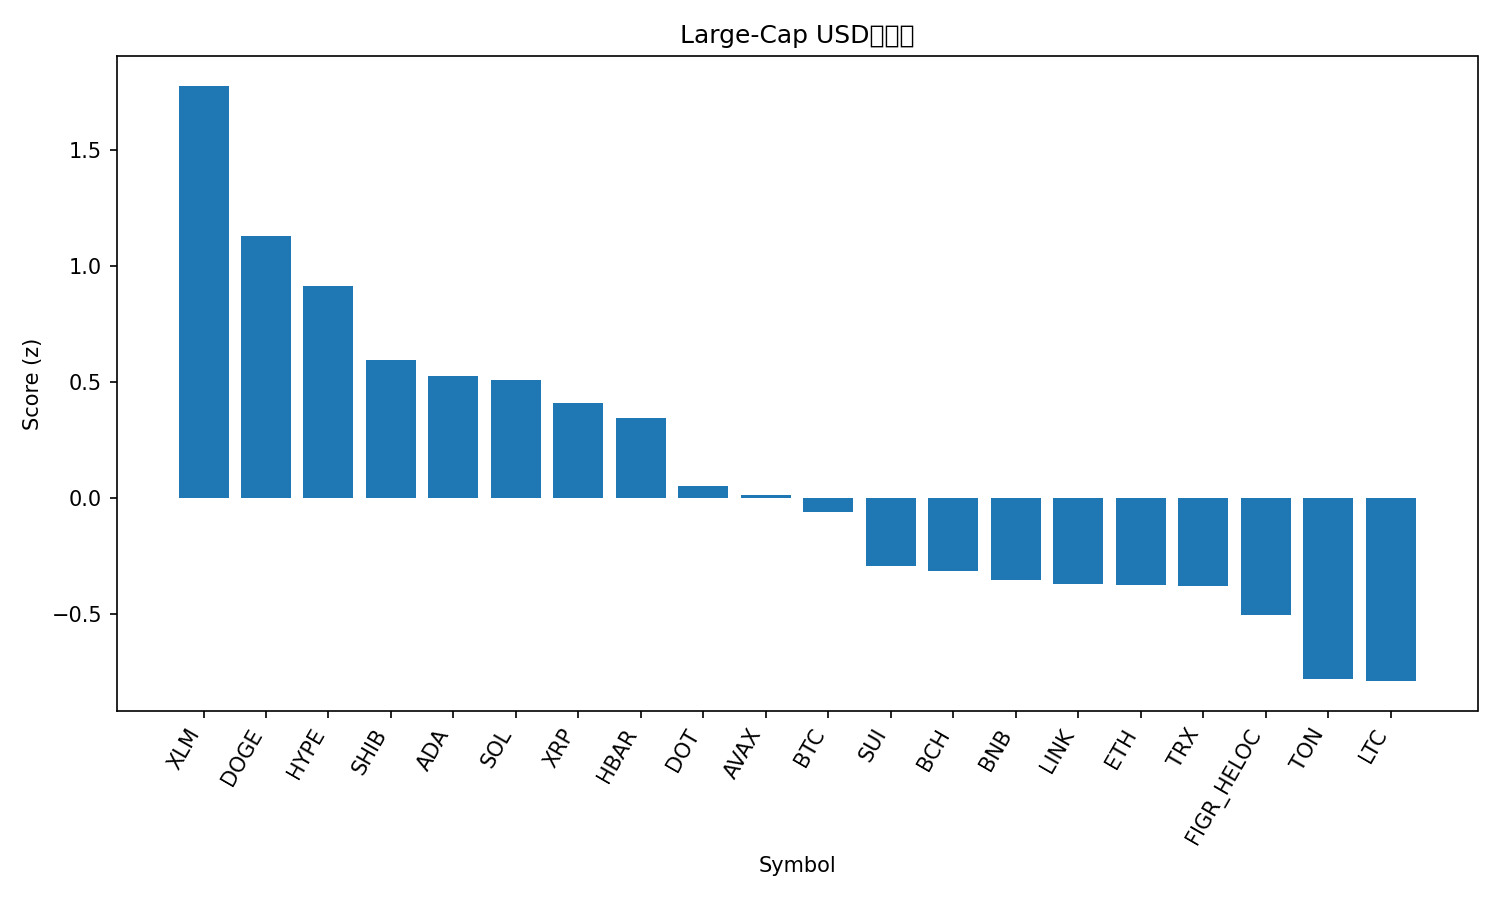 Large-Cap USD
1.5
1.0
0.5
0.0
−0.5
Score (z)
XLM
DOGE
HYPE
SHIB
ADA
SOL
XRP
HBAR
DOT
AVAX
BTC
SUI
BCH
BNB
LINK
ETH
TRX
FIGR_HELOC
TON
LTC
Symbol